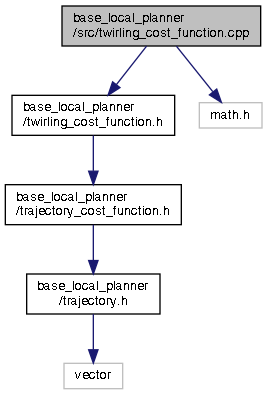 base_local_planner
/src/twirling_cost_function.cpp
base_local_planner
/twirling_cost_function.h
math.h
base_local_planner
/trajectory_cost_function.h
base_local_planner
/trajectory.h
vector